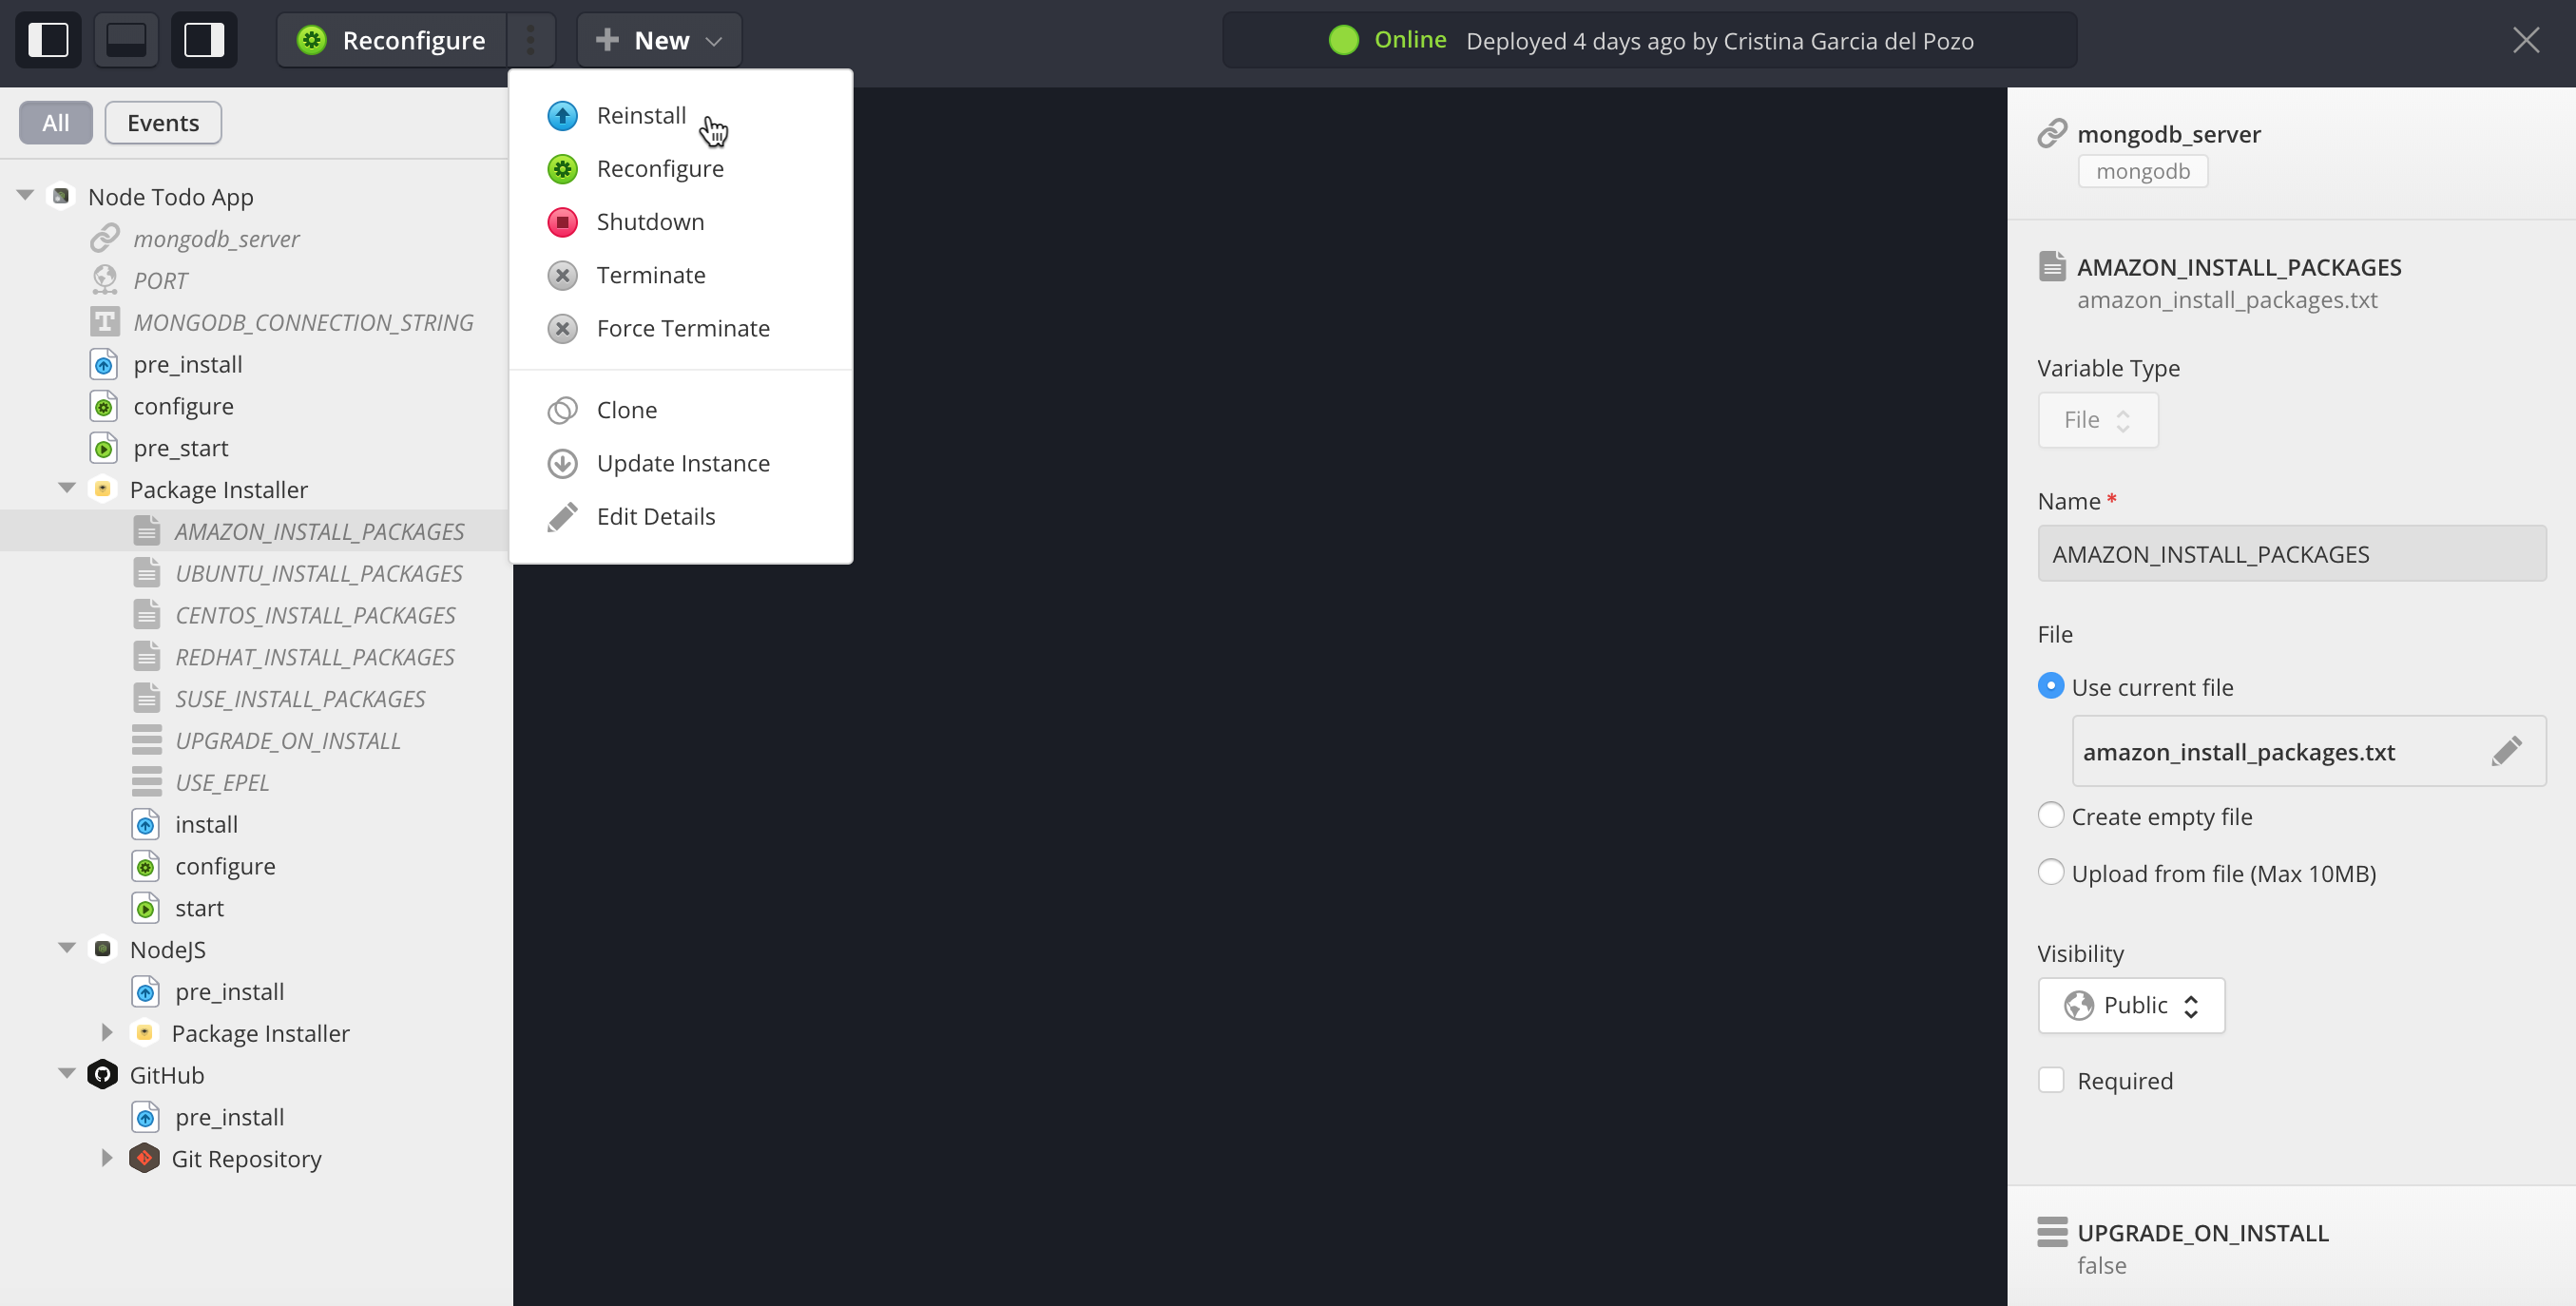 Reconfigure
New
Online Deployed 4 days ago by Cristina Garcia del Pozo
All Events
Node Todo App
mongodb_server
PORT
MONGODB_CONNECTION_STRING
pre_install
configure
pre_start
Package Installer
AMAZON_INSTALL_PACKAGES
UBUNTU_INSTALL_PACKAGES
CENTOS_INSTALL_PACKAGES
REDHAT_INSTALL_PACKAGES
SUSE_INSTALL_PACKAGES
UPGRADE_ON_INSTALL
USE_EPEL
install
configure
start
NodeJS
pre_install
Package Installer
GitHub
pre_install
Git Repository
Reinstall
Reconfigure
Shutdown
Terminate
Force Terminate
Clone
Update Instance
Edit Details
mongodb_server
mongodb
AMAZON_INSTALL_PACKAGES
amazon_install_packages.txt
Variable Type
File
Name *
AMAZON_INSTALL_PACKAGES
File
Use current file
amazon_install_packages.txt
Create empty file
Upload from file (Max 10MB)
Visibility
Public
Required
UPGRADE_ON_INSTALL
false